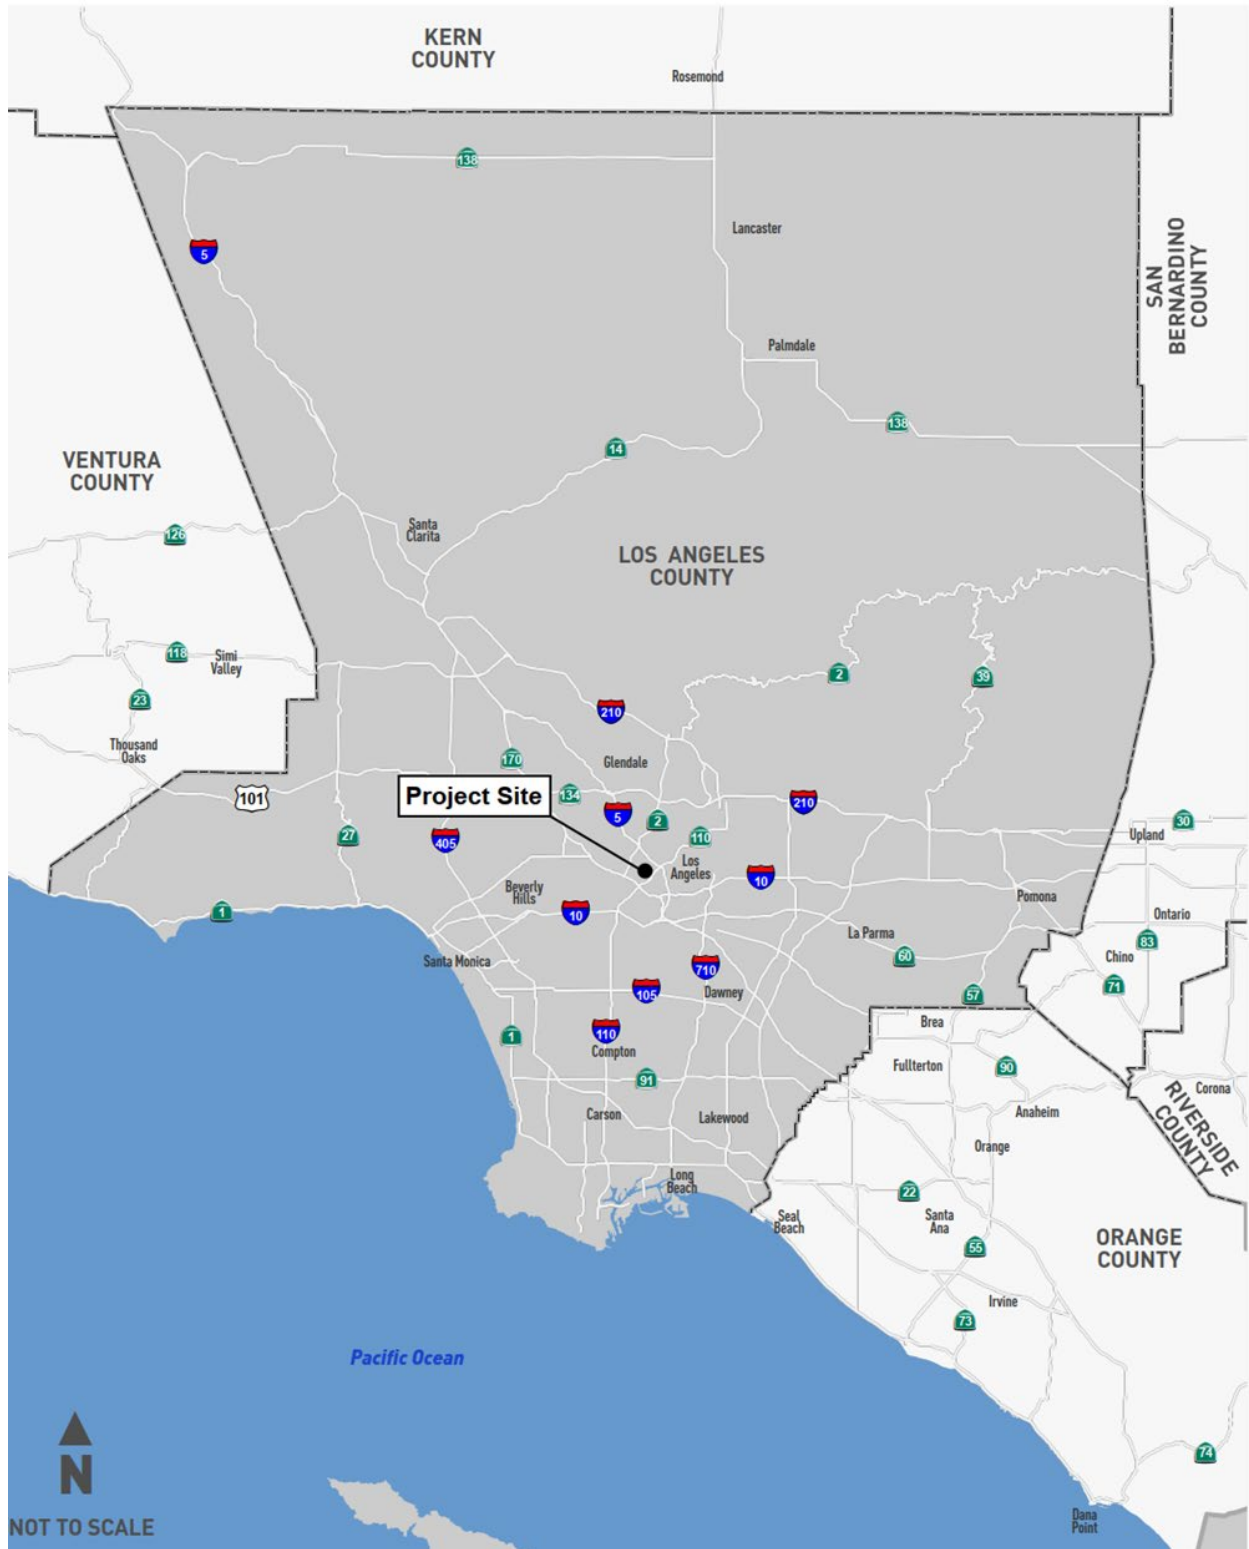 KERN
COUNTY
Rosemond
138
Lancaster
5
SAN
BERNARDINO
COUNTY
Palmdale
138
14
VENTURA
COUNTY
Santa
Clarita
126
LOS ANGELES
COUNTY
118
Simi
Valley
2
39
23
210
Thousand
Oaks
170
Glendale
101
Project Site
134
210
5
2
30
27
405
110
Upland
Los
Angeles
10
Beverly
Hills
Pomona
1
10
Ontario
La Parma
83
60
Chino
Santa Monica
710
71
105
Dawney
57
1
110
Brea
Compton
Fullterton
90
91
Corona
RIVERSIDE
COUNTY
Carson
Lakewood
Anaheim
Orange
Long
Beach
22
Seal
Beach
Santa
Ana
55
ORANGE
COUNTY
Irvine
73
Pacific Ocean
N
74
NOT TO SCALE
Dana
Point